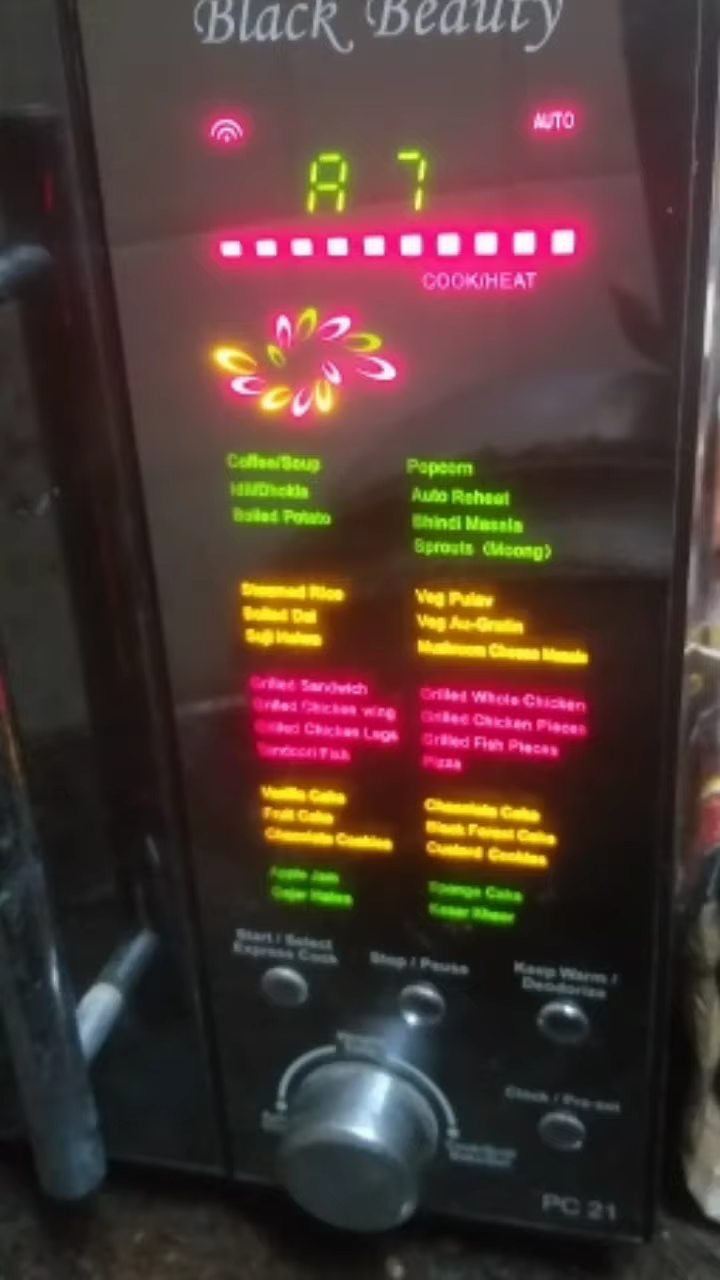 Black Beauty
AUTO
A 7
COOK/HEAT
Coffee/Soup
Idli/Dhokla
Boiled Potato
Popcorn
Auto Reheat
Bhindi Masala
Sprouts (Moong)
Steamed Rice
Boiled Dal
Suji Halwa
Veg Pulav
Veg Au-Gratin
Mushroom Cheese Masala
Grilled Sandwich
Grilled Chicken wing
Grilled Chicken Legs
Tandoori Fish
Grilled Whole Chicken
Grilled Chicken Pieces
Grilled Fish Pieces
Pizza
Vanilla Cake
Fruit Cake
Chocolate Cookies
Chocolate Cake
Black Forest Cake
Custard Cookies
Apple Jam
Gajar Halwa
Sponge Cake
Kesar Kheer
Start / Select
Express Cook
Stop / Pause
Keep Warm /
Deodorize
Clock / Pre-set
PC 21